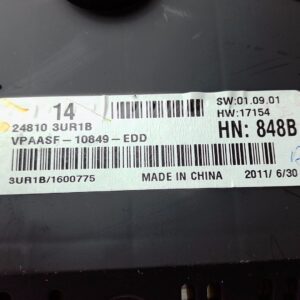 14
SW:01.09.01
24810 3UR1B
HW:17154
VPAASF-10849-EDD
HN: 848B
3UR1B/1600775
MADE IN CHINA
2011/ 6/30